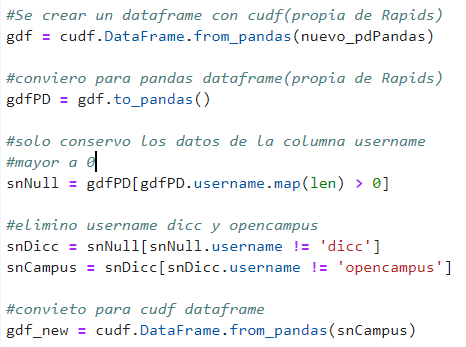 #Se crear un dataframe con cudf(propia de Rapids)
gdf = cudf.DataFrame.from_pandas(nuevo_pdPandas)
#conviero para pandas dataframe(propia de Rapids)
gdfPD = gdf.to_pandas()
#solo conservo los datos de la columna username
#mayor a 0
snNull = gdfPD[gdfPD.username.map(len) > 0]
#elimino username dicc y opencampus
snDicc = snNull[snNull.username != 'dicc']
snCampus = snDicc[snDicc.username != 'opencampus']
#convieto para cudf dataframe
gdf_new = cudf.DataFrame.from_pandas(snCampus)